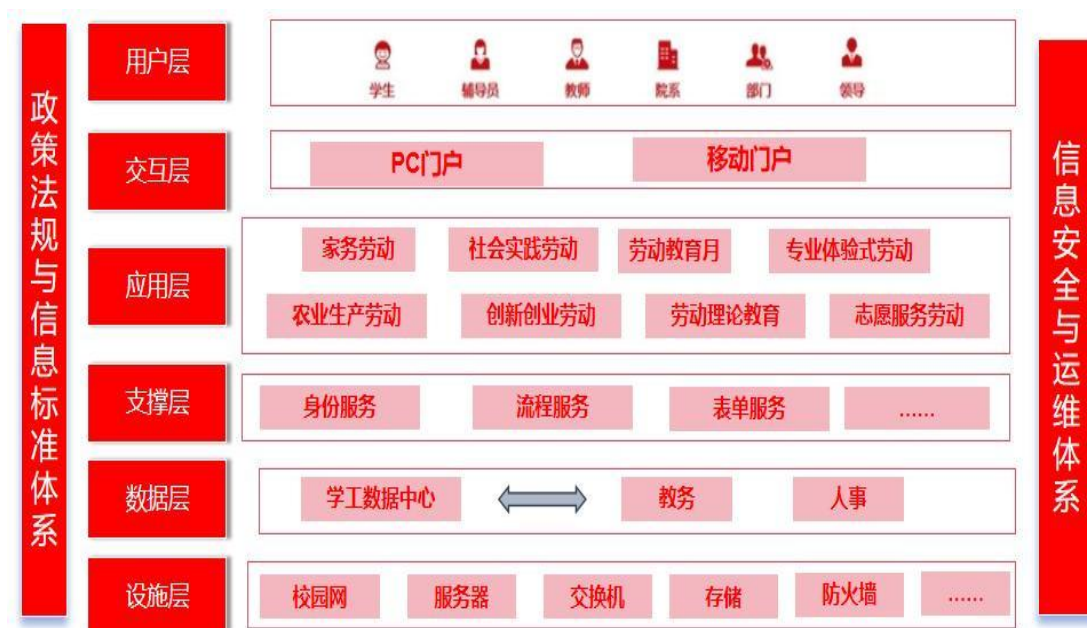 政策法规与信息标准体系
用户层
学生 辅导员 教师 院系 部门 领导
交互层
PC门户 移动门户
应用层
家务劳动 社会实践劳动 劳动教育月 专业体验式劳动
农业生产劳动 创新创业劳动 劳动理论教育 志愿服务劳动
支撑层
身份服务 流程服务 表单服务 ……
数据层
学工数据中心 教务 人事
设施层
校园网 服务器 交换机 存储 防火墙 ……
信息安全与运维体系